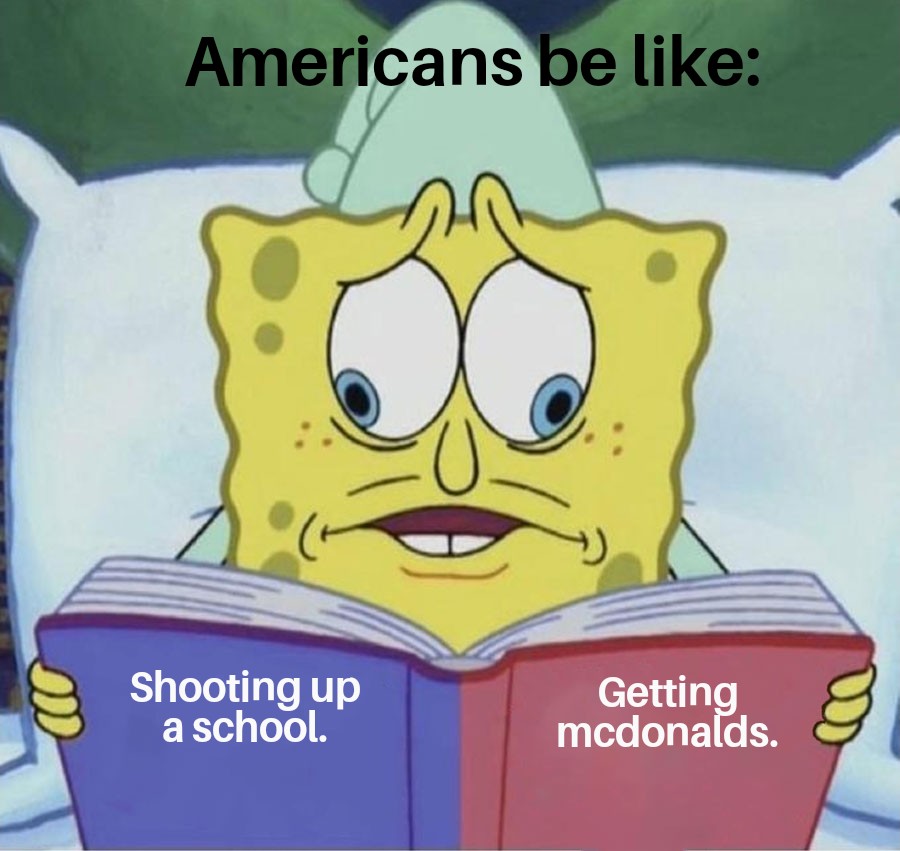 Americans be like:
Shooting up
a school.
Getting
mcdonalds.